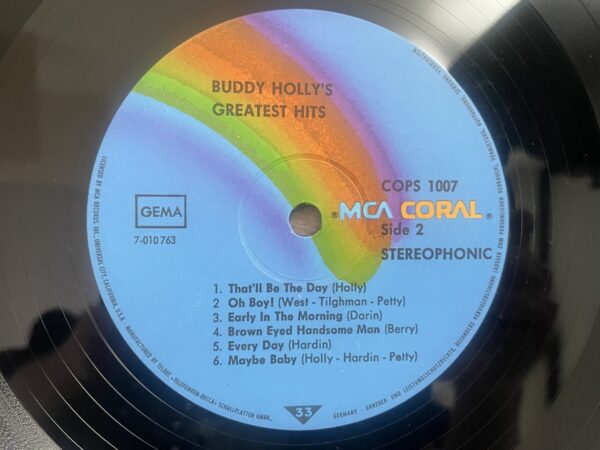 BUDDY HOLLY'S
GREATEST HITS
COPS 1007
GEMA
7-010 763
MCA CORAL
Side 2
STEREOPHONIC
1. That'll Be The Day (Holly)
2 Oh Boy! (West - Tilghman - Petty)
3. Early In The Morning (Darin)
4. Brown Eyed Handsome Man (Berry)
5. Every Day (Hardin)
6. Maybe Baby (Holly - Hardin - Petty)
33
LICENSED BY MCA RECORDS INC., UNIVERSAL CITY, CALIFORNIA, U.S.A.
MANUFACTURED BY TELDEC »TELEFUNKEN-DECCA« SCHALLPLATTEN GMBH.
GERMANY · URHEBER- UND LEISTUNGSSCHUTZRECHTE,